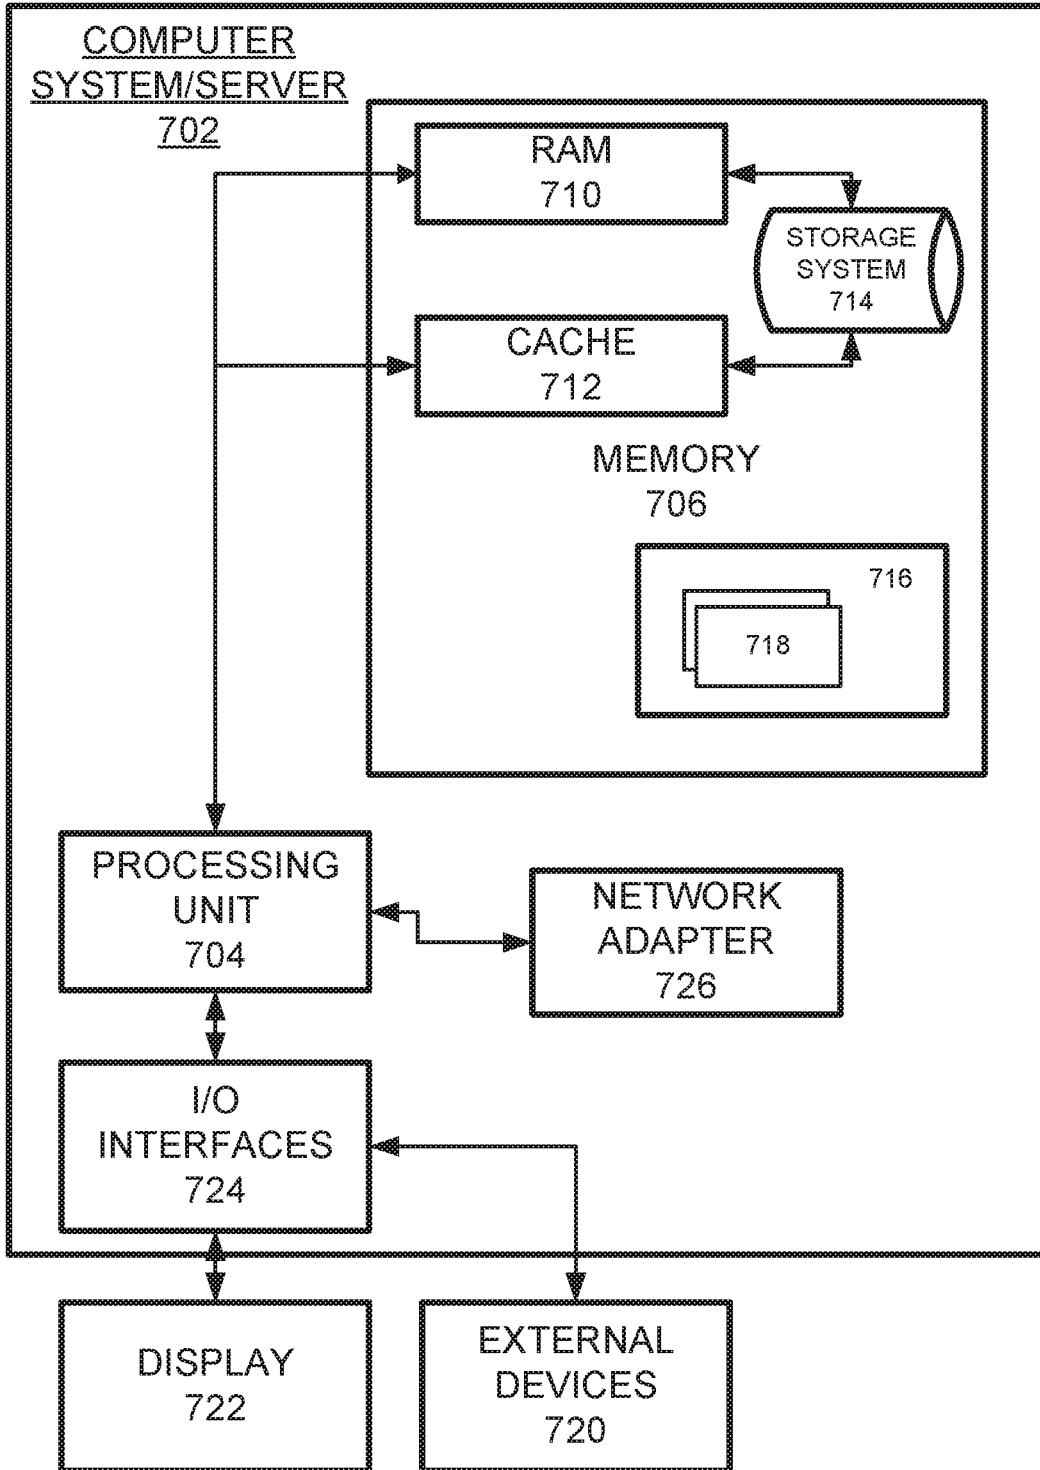 COMPUTER
SYSTEM/SERVER
702
RAM
710
STORAGE
SYSTEM
714
CACHE
712
MEMORY
706
716
718
PROCESSING
UNIT
704
NETWORK
ADAPTER
726
I/O
INTERFACES
724
DISPLAY
722
EXTERNAL
DEVICES
720